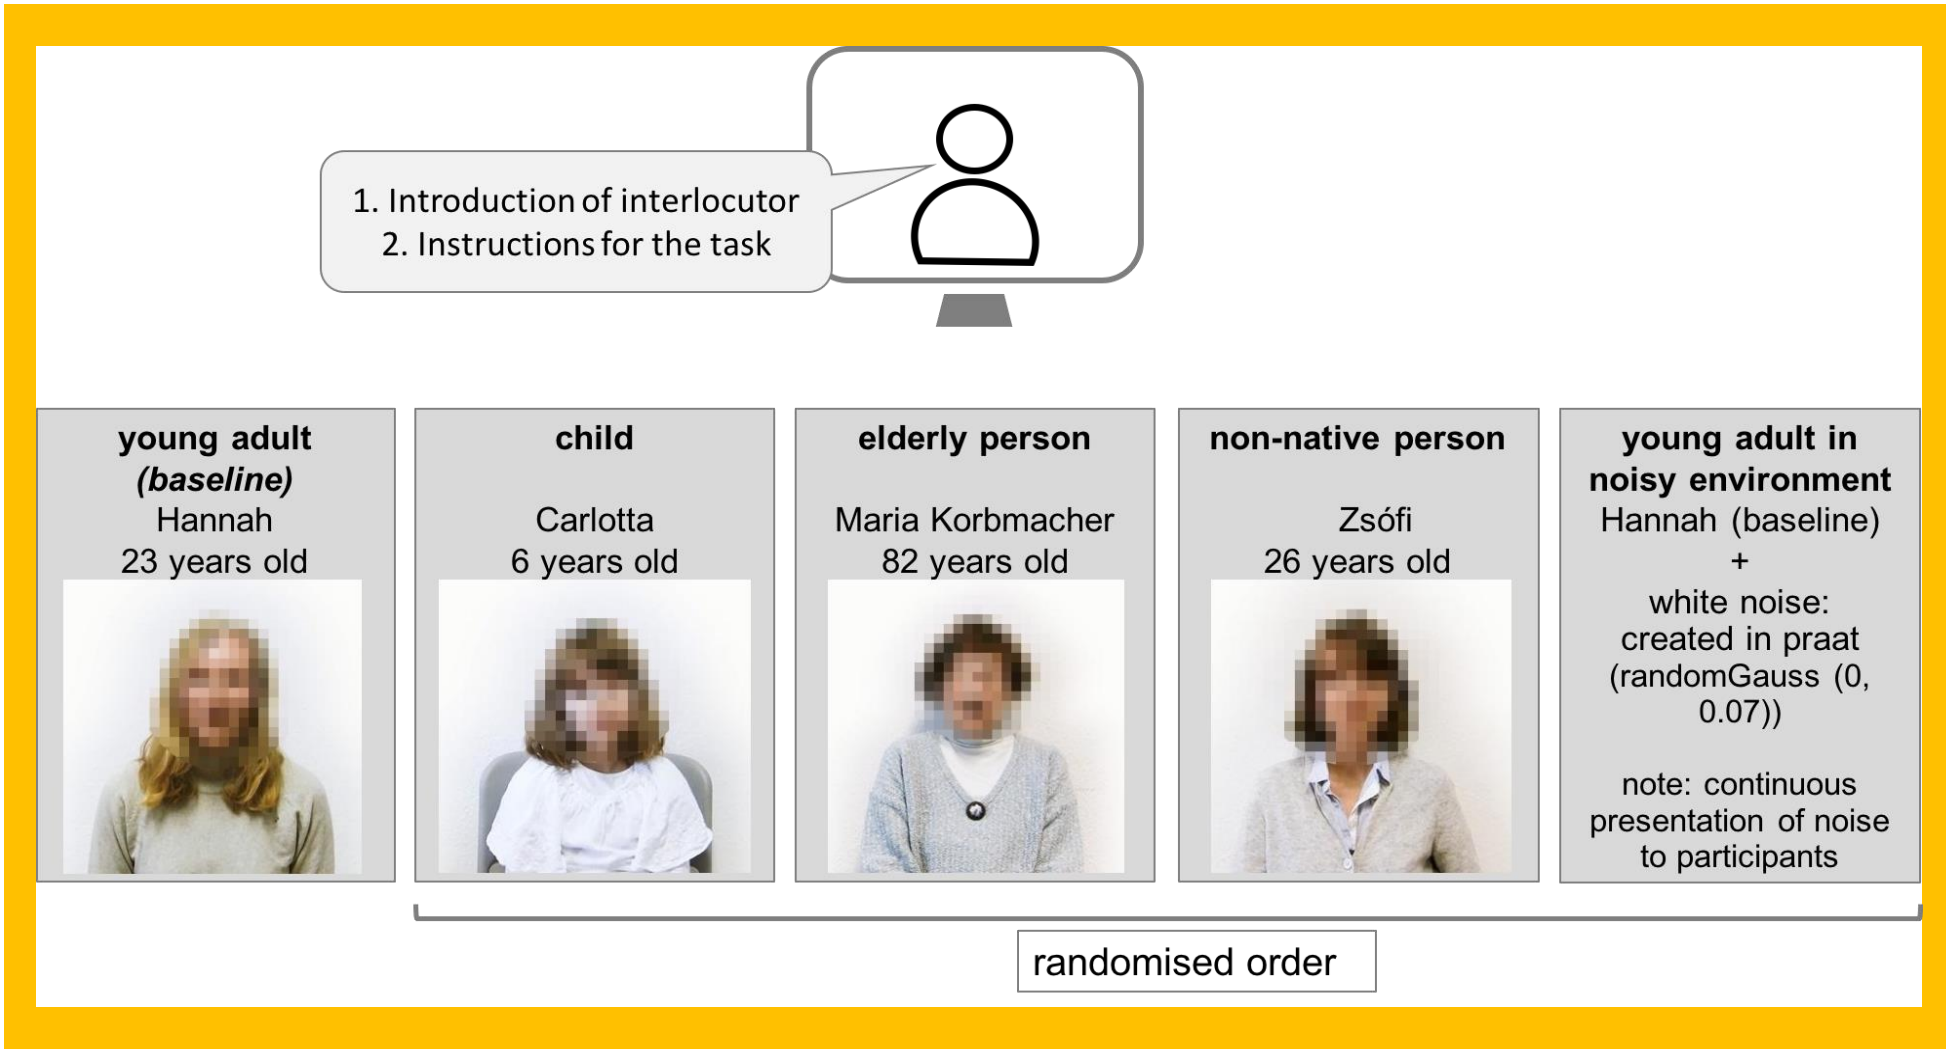 1. Introduction of interlocutor
2. Instructions for the task
young adult
(baseline)
Hannah
23 years old
child
Carlotta
6 years old
elderly person
Maria Korbmacher
82 years old
non-native person
Zsófi
26 years old
young adult in
noisy environment
Hannah (baseline)
+
white noise:
created in praat
(randomGauss (0,
0.07))
note: continuous
presentation of noise
to participants
randomised order